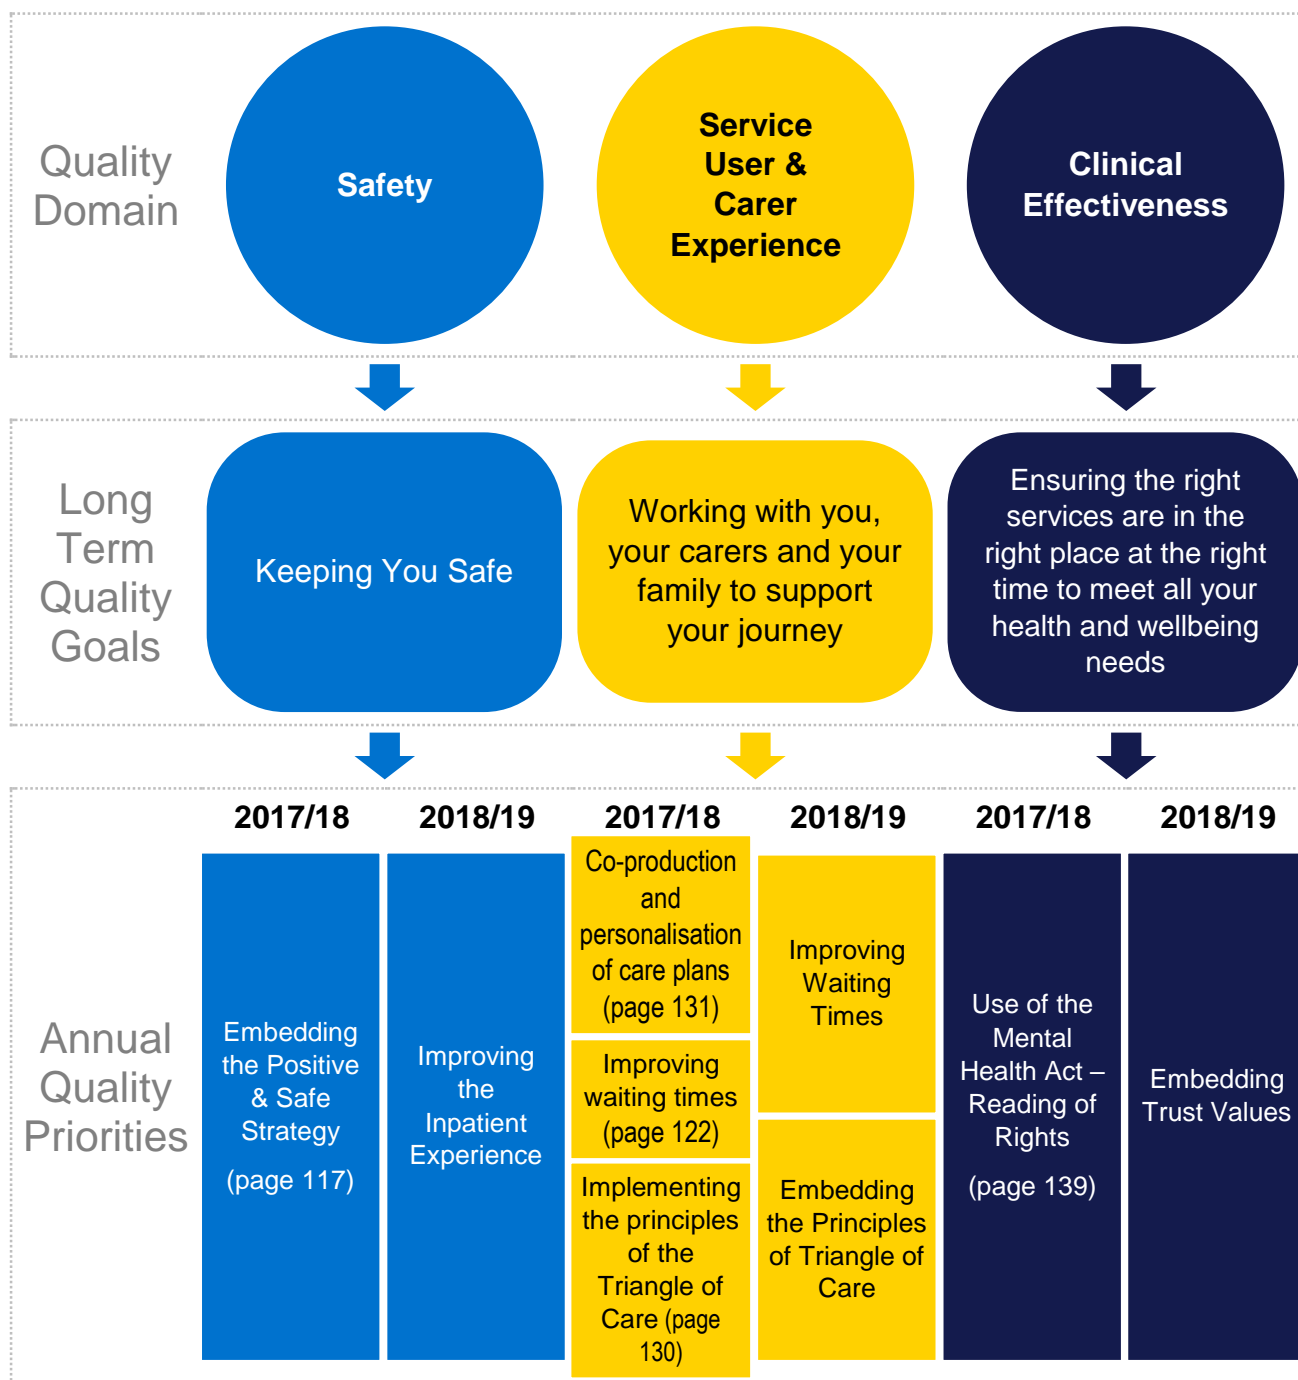 Quality
Domain
Safety
Service
User &
Carer
Experience
Clinical
Effectiveness
Long
Term
Quality
Goals
Keeping You Safe
Working with you,
your carers and your
family to support
your journey
Ensuring the right
services are in the
right place at the right
time to meet all your
health and wellbeing
needs
Annual
Quality
Priorities
2017/18
Embedding
the Positive
& Safe
Strategy
(page 117)
2018/19
Improving
the
Inpatient
Experience
2017/18
Co-production
and
personalisation
of care plans
(page 131)
Improving
waiting times
(page 122)
Implementing
the principles
of the
Triangle of
Care (page
130)
2018/19
Improving
Waiting
Times
Embedding
the Principles
of Triangle of
Care
2017/18
Use of the
Mental
Health Act –
Reading of
Rights
(page 139)
2018/19
Embedding
Trust Values